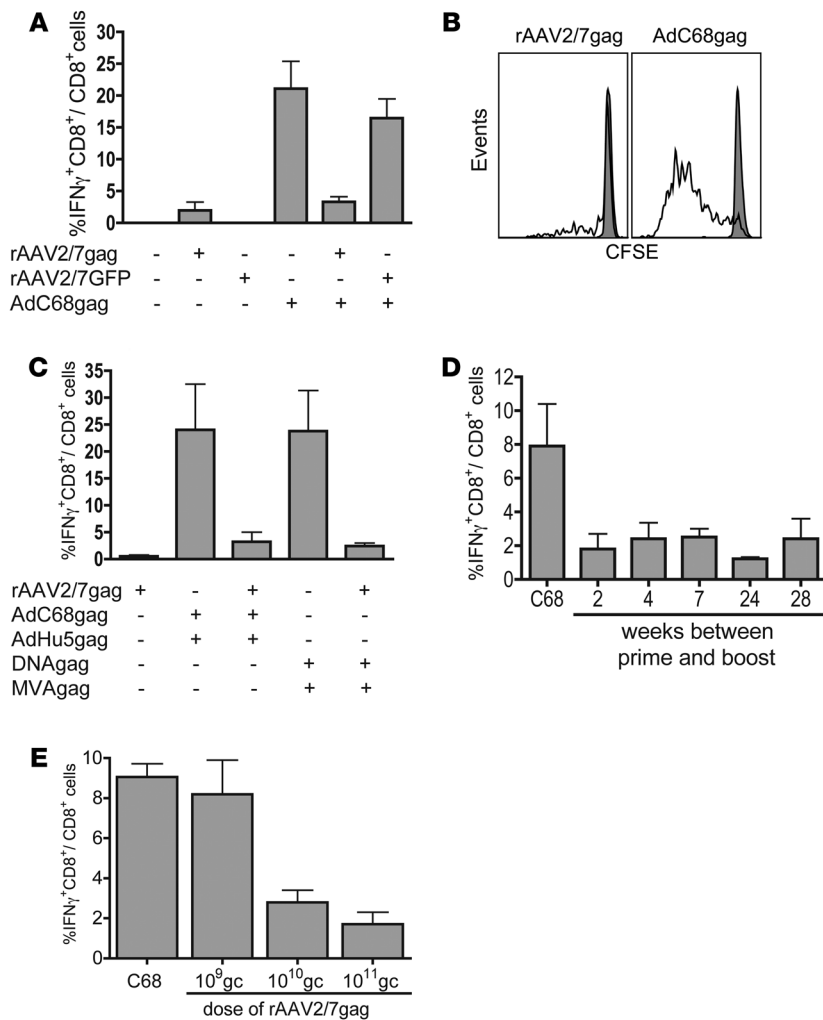 A
%IFNγ+CD8+/ CD8+cells
30
25
20
15
10
5
0
rAAV2/7gag - + - - + -
rAAV2/7GFP - - + - - +
AdC68gag - - - + + +
B
rAAV2/7gag AdC68gag
Events
CFSE
C
%IFNγ+CD8+/ CD8+ cells
35
30
25
20
15
10
5
0
rAAV2/7gag + - + - +
AdC68gag - + + - -
AdHu5gag - + + - -
DNAgag - - - + +
MVAgag - - - + +
D
%IFNγ+CD8+/ CD8+ cells
12
10
8
6
4
2
0
C68 2 4 7 24 28
weeks between
prime and boost
E
%IFNγ+CD8+/ CD8+ cells
10
8
6
4
2
0
C68 10⁹gc 10¹⁰gc 10¹¹gc
dose of rAAV2/7gag